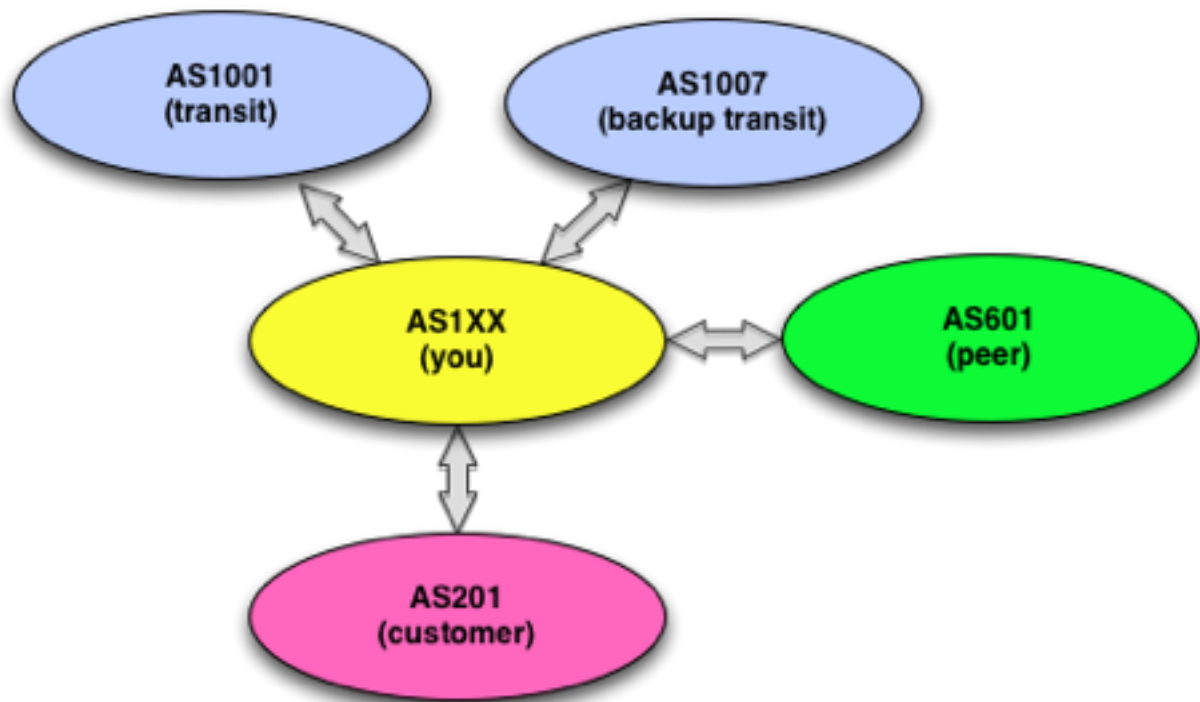 AS1001
(transit)
AS1007
(backup transit)
AS1XX
(you)
AS601
(peer)
AS201
(customer)